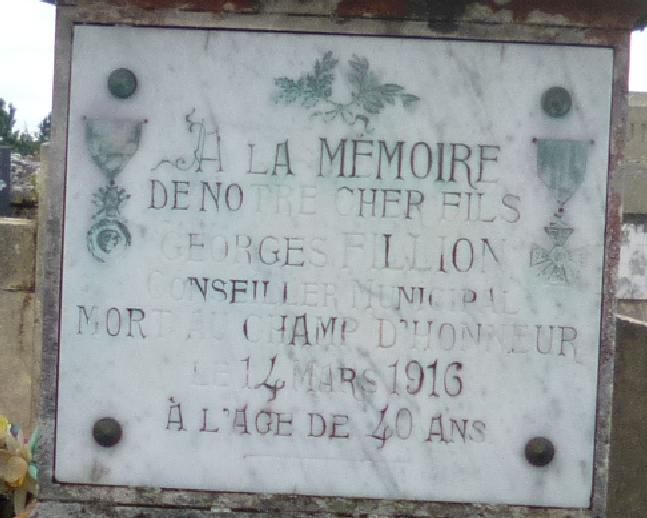 A LA MÉMOIRE
DE NOTRE CHER FILS
GEORGES FILLION
CONSEILLER MUNICIPAL
MORT AU CHAMP D'HONNEUR
LE 14 MARS 1916
À L'AGE DE 40 ANS